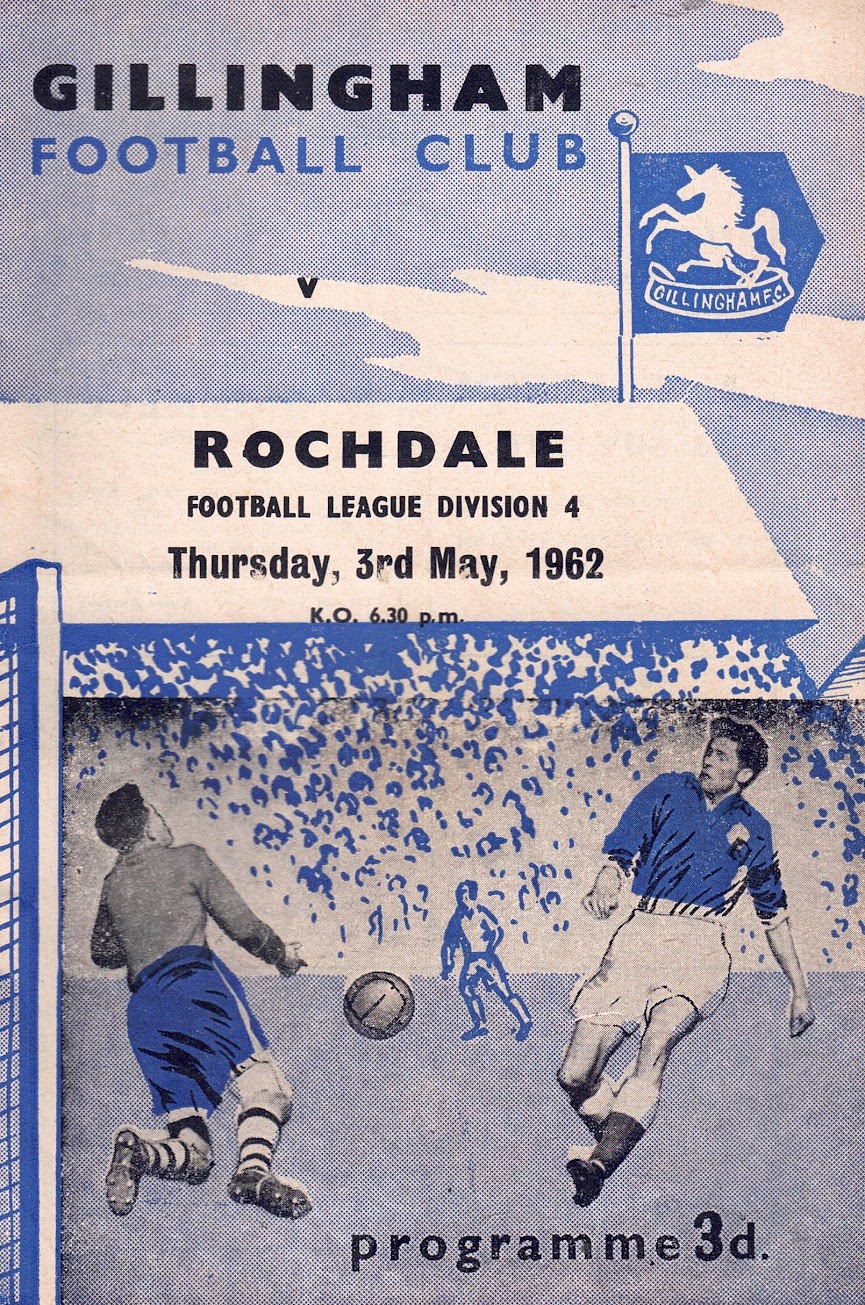 GILLINGHAM
FOOTBALL CLUB
GILLINGHAM F.C.
v
ROCHDALE
FOOTBALL LEAGUE DIVISION 4
Thursday, 3rd May, 1962
K.O. 6.30 p.m.
programme 3d.